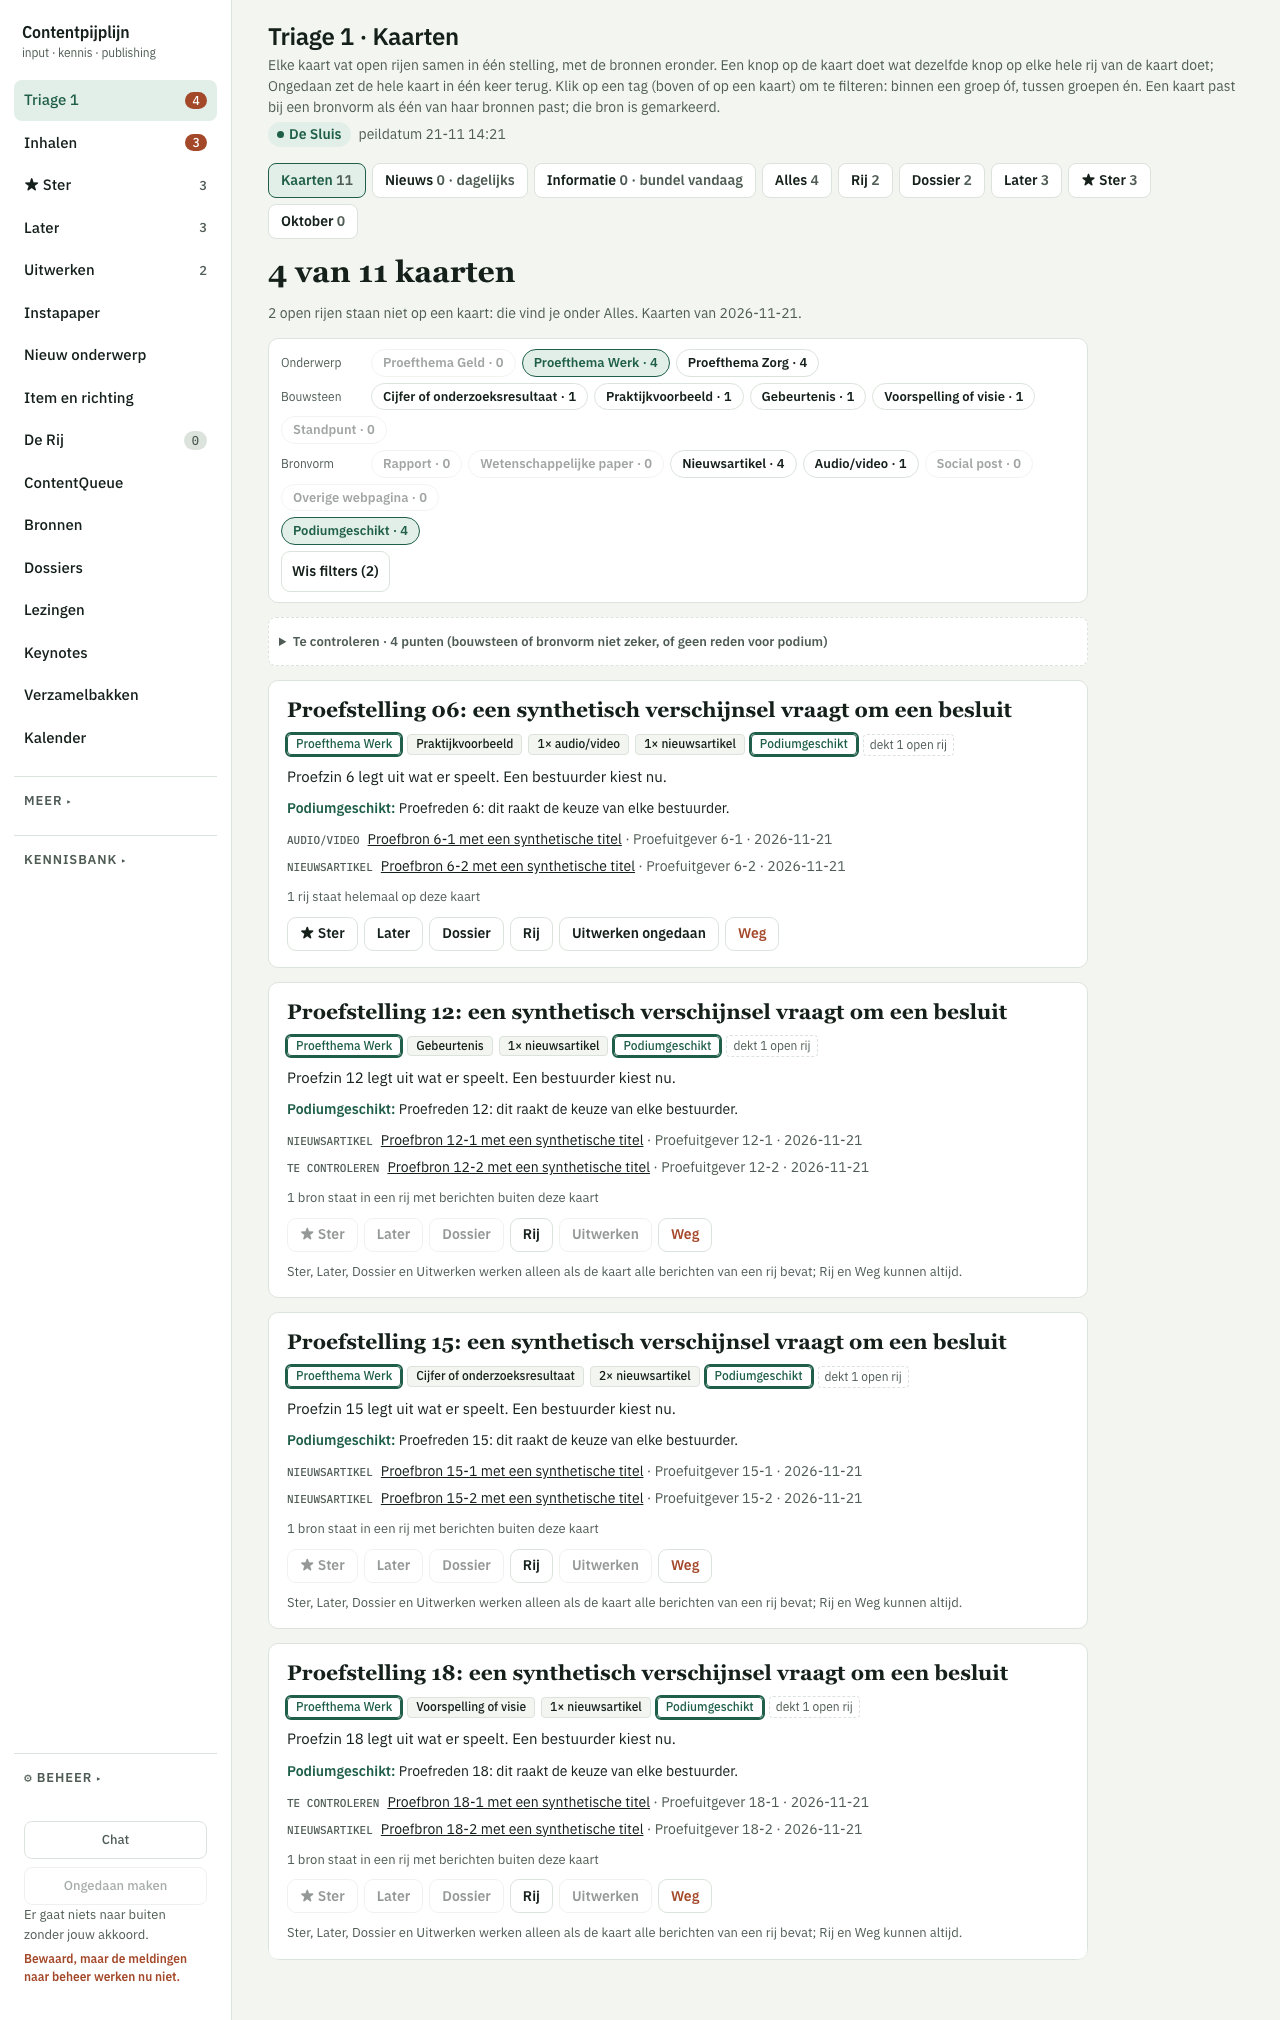 Contentpijplijn
input · kennis · publishing
Triage 1 4
Inhalen 3
★ Ster 3
Later 3
Uitwerken 2
Instapaper
Nieuw onderwerp
Item en richting
De Rij 0
ContentQueue
Bronnen
Dossiers
Lezingen
Keynotes
Verzamelbakken
Kalender
MEER ▸
KENNISBANK ▸
⚙ BEHEER ▸
Chat
Ongedaan maken
Er gaat niets naar buiten
zonder jouw akkoord.
Bewaard, maar de meldingen
naar beheer werken nu niet.
Triage 1 · Kaarten
Elke kaart vat open rijen samen in één stelling, met de bronnen eronder. Een knop op de kaart doet wat dezelfde knop op elke hele rij van de kaart doet;
Ongedaan zet de hele kaart in één keer terug. Klik op een tag (boven of op een kaart) om te filteren: binnen een groep óf, tussen groepen én. Een kaart past
bij een bronvorm als één van haar bronnen past; die bron is gemarkeerd.
● De Sluis peildatum 21-11 14:21
Kaarten 11 Nieuws 0 · dagelijks Informatie 0 · bundel vandaag Alles 4 Rij 2 Dossier 2 Later 3 ★ Ster 3
Oktober 0
4 van 11 kaarten
2 open rijen staan niet op een kaart: die vind je onder Alles. Kaarten van 2026-11-21.
Onderwerp Proefthema Geld · 0 Proefthema Werk · 4 Proefthema Zorg · 4
Bouwsteen Cijfer of onderzoeksresultaat · 1 Praktijkvoorbeeld · 1 Gebeurtenis · 1 Voorspelling of visie · 1
Standpunt · 0
Bronvorm Rapport · 0 Wetenschappelijke paper · 0 Nieuwsartikel · 4 Audio/video · 1 Social post · 0
Overige webpagina · 0
Podiumgeschikt · 4
Wis filters (2)
▶ Te controleren · 4 punten (bouwsteen of bronvorm niet zeker, of geen reden voor podium)
Proefstelling 06: een synthetisch verschijnsel vraagt om een besluit
Proefthema Werk Praktijkvoorbeeld 1× audio/video 1× nieuwsartikel Podiumgeschikt dekt 1 open rij
Proefzin 6 legt uit wat er speelt. Een bestuurder kiest nu.
Podiumgeschikt: Proefreden 6: dit raakt de keuze van elke bestuurder.
AUDIO/VIDEO Proefbron 6-1 met een synthetische titel · Proefuitgever 6-1 · 2026-11-21
NIEUWSARTIKEL Proefbron 6-2 met een synthetische titel · Proefuitgever 6-2 · 2026-11-21
1 rij staat helemaal op deze kaart
★ Ster Later Dossier Rij Uitwerken ongedaan Weg
Proefstelling 12: een synthetisch verschijnsel vraagt om een besluit
Proefthema Werk Gebeurtenis 1× nieuwsartikel Podiumgeschikt dekt 1 open rij
Proefzin 12 legt uit wat er speelt. Een bestuurder kiest nu.
Podiumgeschikt: Proefreden 12: dit raakt de keuze van elke bestuurder.
NIEUWSARTIKEL Proefbron 12-1 met een synthetische titel · Proefuitgever 12-1 · 2026-11-21
TE CONTROLEREN Proefbron 12-2 met een synthetische titel · Proefuitgever 12-2 · 2026-11-21
1 bron staat in een rij met berichten buiten deze kaart
★ Ster Later Dossier Rij Uitwerken Weg
Ster, Later, Dossier en Uitwerken werken alleen als de kaart alle berichten van een rij bevat; Rij en Weg kunnen altijd.
Proefstelling 15: een synthetisch verschijnsel vraagt om een besluit
Proefthema Werk Cijfer of onderzoeksresultaat 2× nieuwsartikel Podiumgeschikt dekt 1 open rij
Proefzin 15 legt uit wat er speelt. Een bestuurder kiest nu.
Podiumgeschikt: Proefreden 15: dit raakt de keuze van elke bestuurder.
NIEUWSARTIKEL Proefbron 15-1 met een synthetische titel · Proefuitgever 15-1 · 2026-11-21
NIEUWSARTIKEL Proefbron 15-2 met een synthetische titel · Proefuitgever 15-2 · 2026-11-21
1 bron staat in een rij met berichten buiten deze kaart
★ Ster Later Dossier Rij Uitwerken Weg
Ster, Later, Dossier en Uitwerken werken alleen als de kaart alle berichten van een rij bevat; Rij en Weg kunnen altijd.
Proefstelling 18: een synthetisch verschijnsel vraagt om een besluit
Proefthema Werk Voorspelling of visie 1× nieuwsartikel Podiumgeschikt dekt 1 open rij
Proefzin 18 legt uit wat er speelt. Een bestuurder kiest nu.
Podiumgeschikt: Proefreden 18: dit raakt de keuze van elke bestuurder.
TE CONTROLEREN Proefbron 18-1 met een synthetische titel · Proefuitgever 18-1 · 2026-11-21
NIEUWSARTIKEL Proefbron 18-2 met een synthetische titel · Proefuitgever 18-2 · 2026-11-21
1 bron staat in een rij met berichten buiten deze kaart
★ Ster Later Dossier Rij Uitwerken Weg
Ster, Later, Dossier en Uitwerken werken alleen als de kaart alle berichten van een rij bevat; Rij en Weg kunnen altijd.